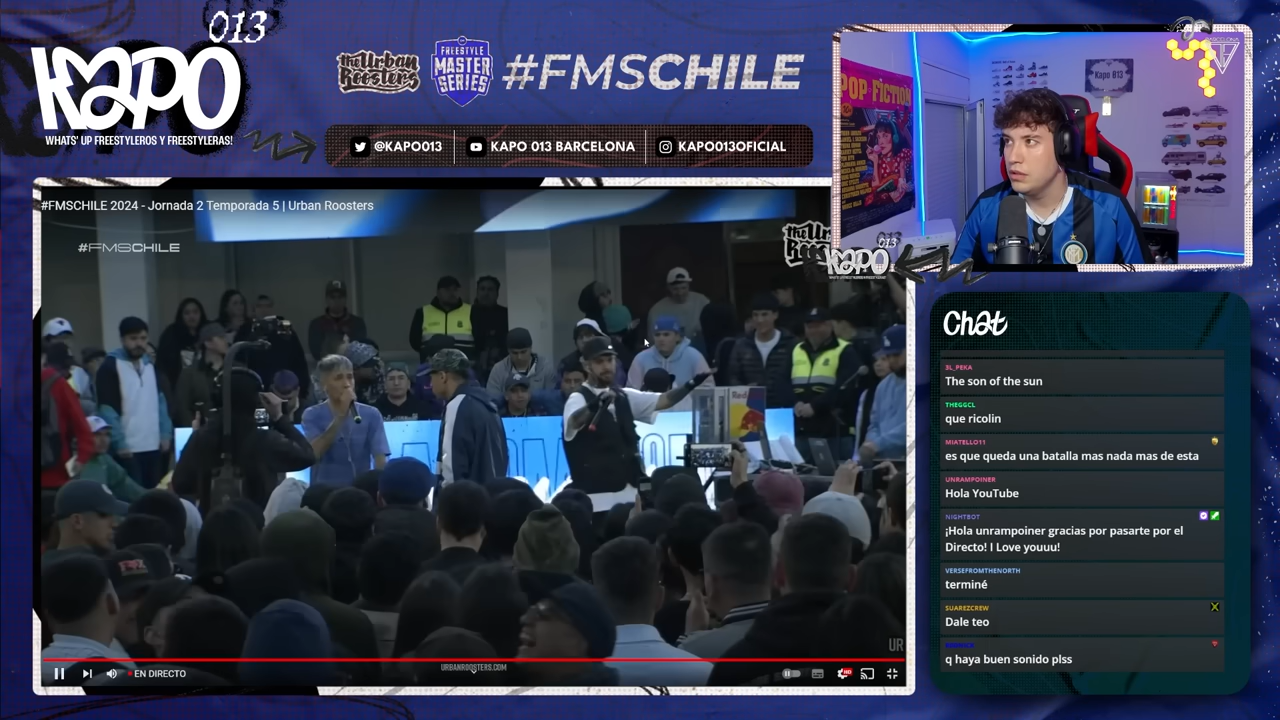 013
KAPO
WHATS' UP FREESTYLEROS Y FREESTYLERAS!
the Urban Roosters
FREESTYLE
MASTER
SERIES
#FMSCHILE
@KAPO013
KAPO 013 BARCELONA
KAPO013OFICIAL
POP FICTION
Kapo 013
#FMSCHILE 2024 - Jornada 2 Temporada 5 | Urban Roosters
#FMSCHILE
013
KAPO
Red
Chat
3L_PEKA
The son of the sun
THEGGCL
que ricolin
MIATELLO11
es que queda una batalla mas nada mas de esta
UNRAMPOINER
Hola YouTube
NIGHTBOT
¡Hola unrampoiner gracias por pasarte por el
Directo! I Love youuu!
VERSEFROMTHENORTH
terminé
SUAREZCREW
Dale teo
q haya buen sonido plss
UR
URBANROOSTERS.COM
EN DIRECTO